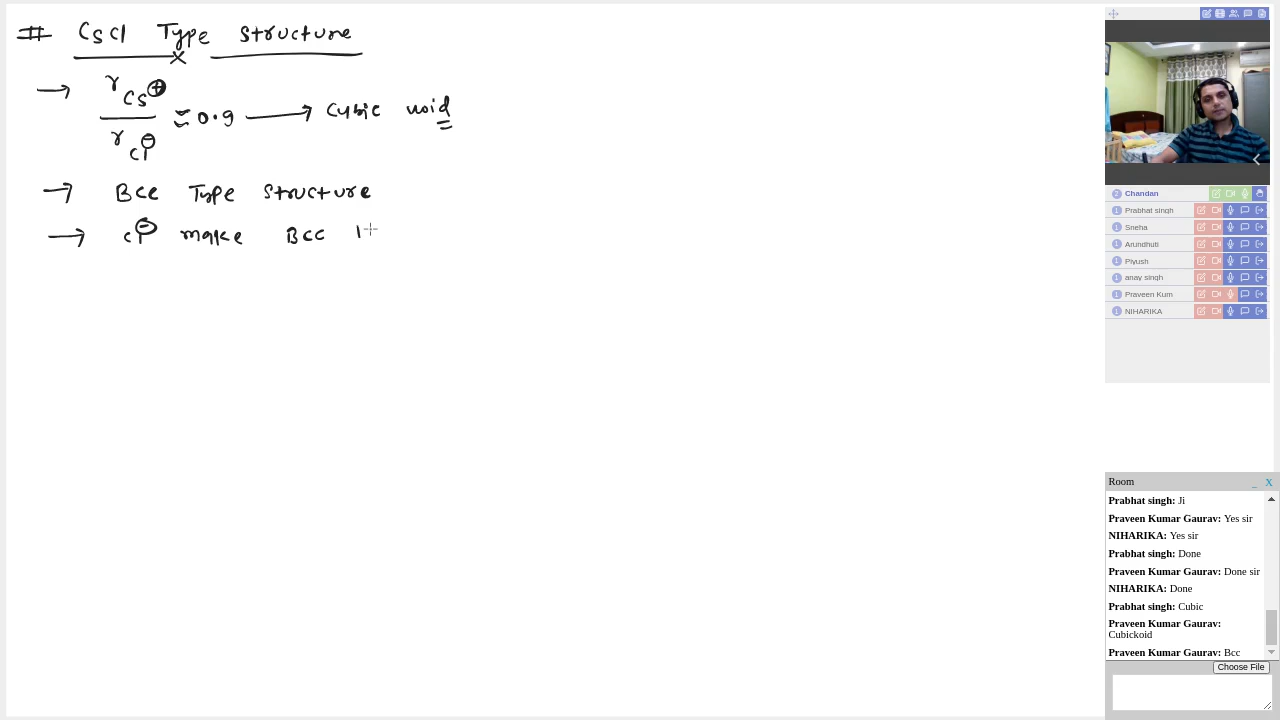 # CsCl Type Structure
→ r Cs⊕ / r Cl⊖ ≈ 0.9 → Cubic void
→ Bcc Type Structure
→ Cl⊖ make Bcc
Chandan
Prabhat singh
Sneha
Arundhuti
Piyush
anay singh
Praveen Kum
NIHARIKA
Room _ X
Prabhat singh: Ji
Praveen Kumar Gaurav: Yes sir
NIHARIKA: Yes sir
Prabhat singh: Done
Praveen Kumar Gaurav: Done sir
NIHARIKA: Done
Prabhat singh: Cubic
Praveen Kumar Gaurav:
Cubickoid
Praveen Kumar Gaurav: Bcc
Choose File